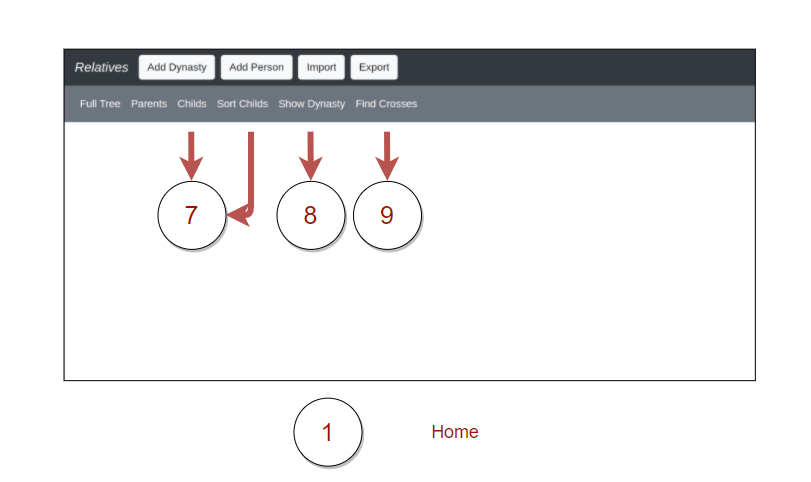 Relatives Add Dynasty Add Person Import Export
Full Tree Parents Childs Sort Childs Show Dynasty Find Crosses
7 8 9
1 Home